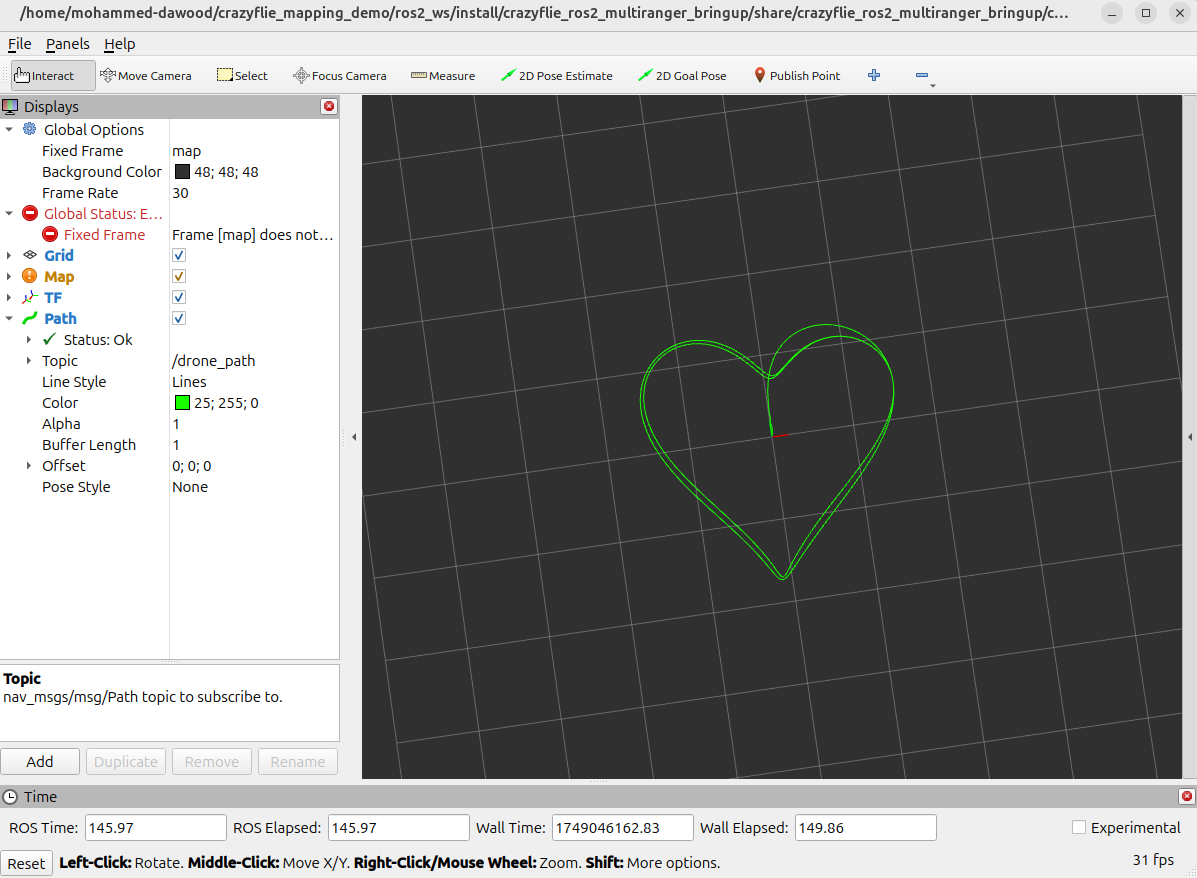 /home/mohammed-dawood/crazyflie_mapping_demo/ros2_ws/install/crazyflie_ros2_multiranger_bringup/share/crazyflie_ros2_multiranger_bringup/c...
File Panels Help
Interact Move Camera Select Focus Camera Measure 2D Pose Estimate 2D Goal Pose Publish Point
Displays
Global Options
Fixed Frame map
Background Color 48; 48; 48
Frame Rate 30
Global Status: E...
Fixed Frame Frame [map] does not...
Grid
Map
TF
Path
Status: Ok
Topic /drone_path
Line Style Lines
Color 25; 255; 0
Alpha 1
Buffer Length 1
Offset 0; 0; 0
Pose Style None
Topic
nav_msgs/msg/Path topic to subscribe to.
Add Duplicate Remove Rename
Time
ROS Time: 145.97 ROS Elapsed: 145.97 Wall Time: 1749046162.83 Wall Elapsed: 149.86 Experimental
Reset Left-Click: Rotate. Middle-Click: Move X/Y. Right-Click/Mouse Wheel: Zoom. Shift: More options. 31 fps